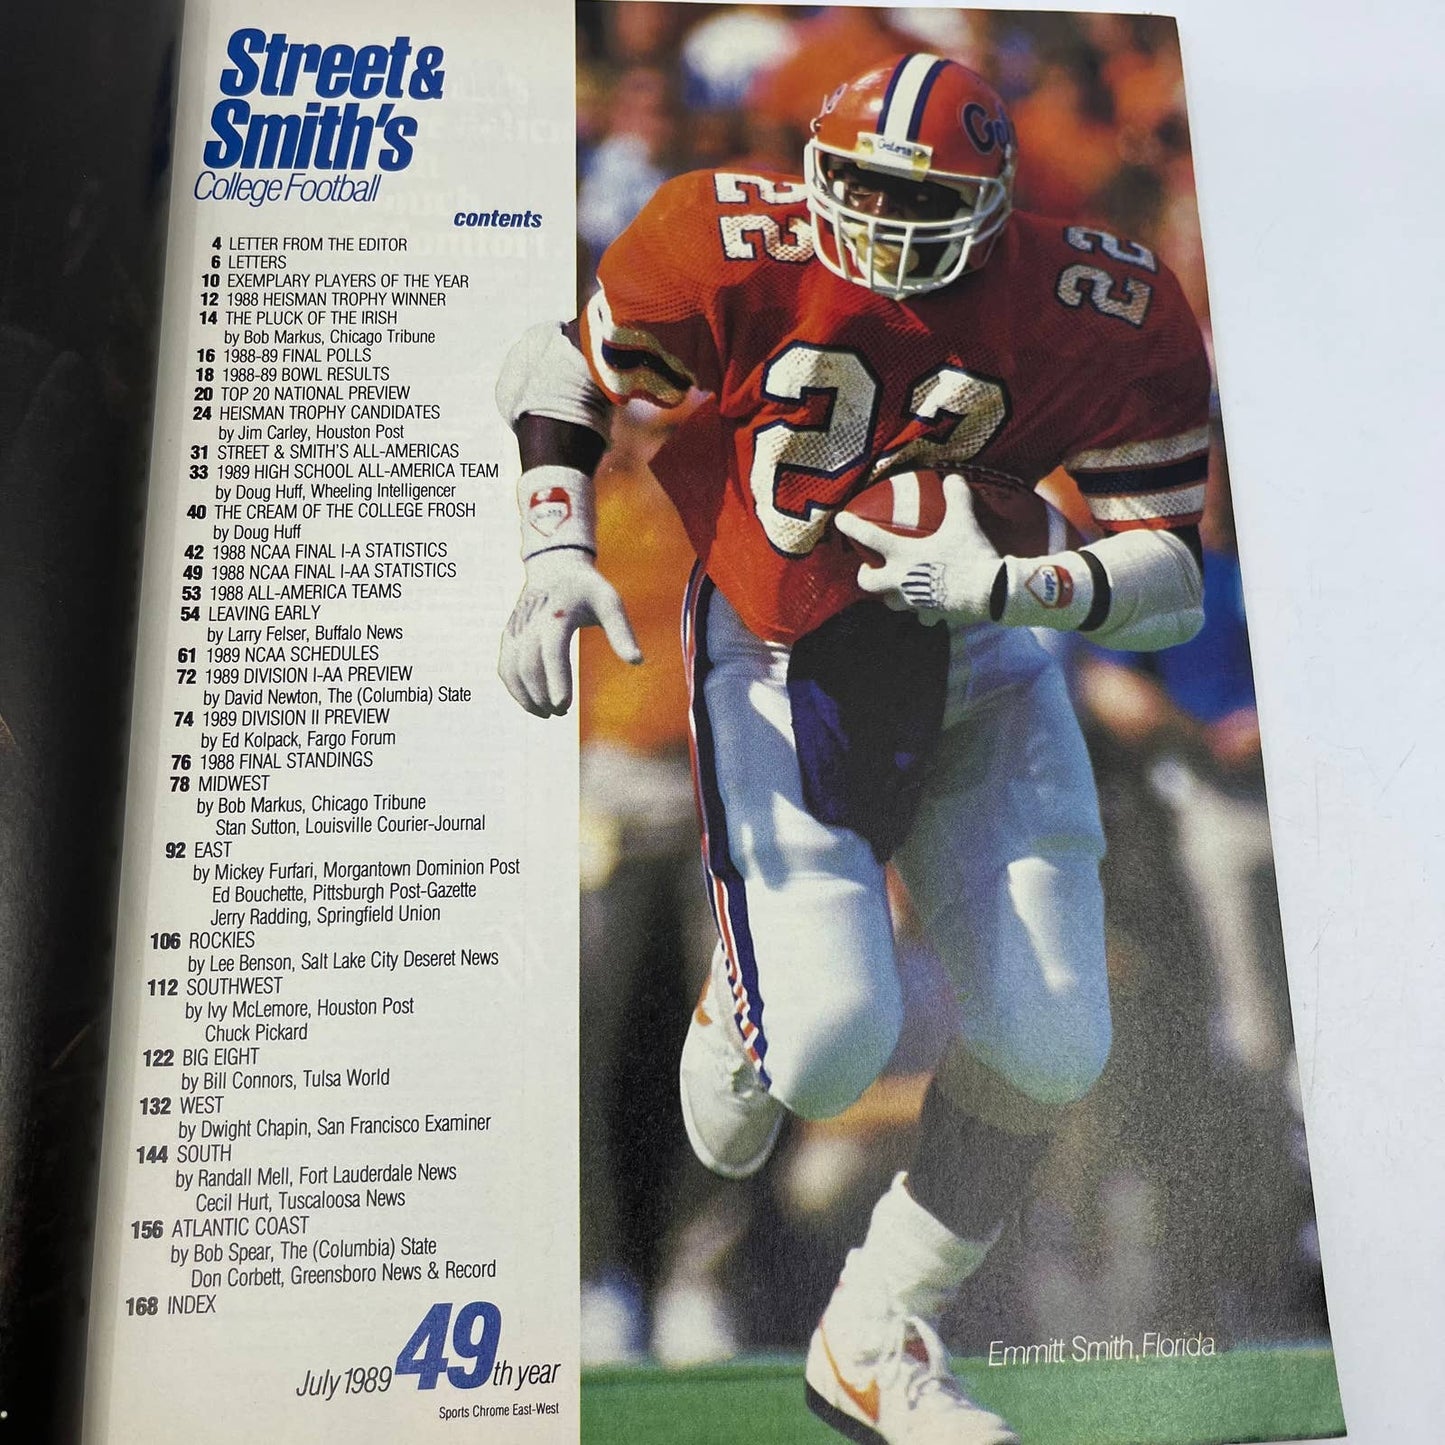 Street &
Smith's
College Football
contents
4 LETTER FROM THE EDITOR
6 LETTERS
10 EXEMPLARY PLAYERS OF THE YEAR
12 1988 HEISMAN TROPHY WINNER
14 THE PLUCK OF THE IRISH
by Bob Markus, Chicago Tribune
16 1988-89 FINAL POLLS
18 1988-89 BOWL RESULTS
20 TOP 20 NATIONAL PREVIEW
24 HEISMAN TROPHY CANDIDATES
by Jim Carley, Houston Post
31 STREET & SMITH'S ALL-AMERICAS
33 1989 HIGH SCHOOL ALL-AMERICA TEAM
by Doug Huff, Wheeling Intelligencer
40 THE CREAM OF THE COLLEGE FROSH
by Doug Huff
42 1988 NCAA FINAL I-A STATISTICS
49 1988 NCAA FINAL I-AA STATISTICS
53 1988 ALL-AMERICA TEAMS
54 LEAVING EARLY
by Larry Felser, Buffalo News
61 1989 NCAA SCHEDULES
72 1989 DIVISION I-AA PREVIEW
by David Newton, The (Columbia) State
74 1989 DIVISION II PREVIEW
by Ed Kolpack, Fargo Forum
76 1988 FINAL STANDINGS
78 MIDWEST
by Bob Markus, Chicago Tribune
Stan Sutton, Louisville Courier-Journal
92 EAST
by Mickey Furfari, Morgantown Dominion Post
Ed Bouchette, Pittsburgh Post-Gazette
Jerry Radding, Springfield Union
106 ROCKIES
by Lee Benson, Salt Lake City Deseret News
112 SOUTHWEST
by Ivy McLemore, Houston Post
Chuck Pickard
122 BIG EIGHT
by Bill Connors, Tulsa World
132 WEST
by Dwight Chapin, San Francisco Examiner
144 SOUTH
by Randall Mell, Fort Lauderdale News
Cecil Hurt, Tuscaloosa News
156 ATLANTIC COAST
by Bob Spear, The (Columbia) State
Don Corbett, Greensboro News & Record
168 INDEX
July 1989 49th year
Sports Chrome East-West
Gators
22
22
22
Gators
Emmitt Smith, Florida